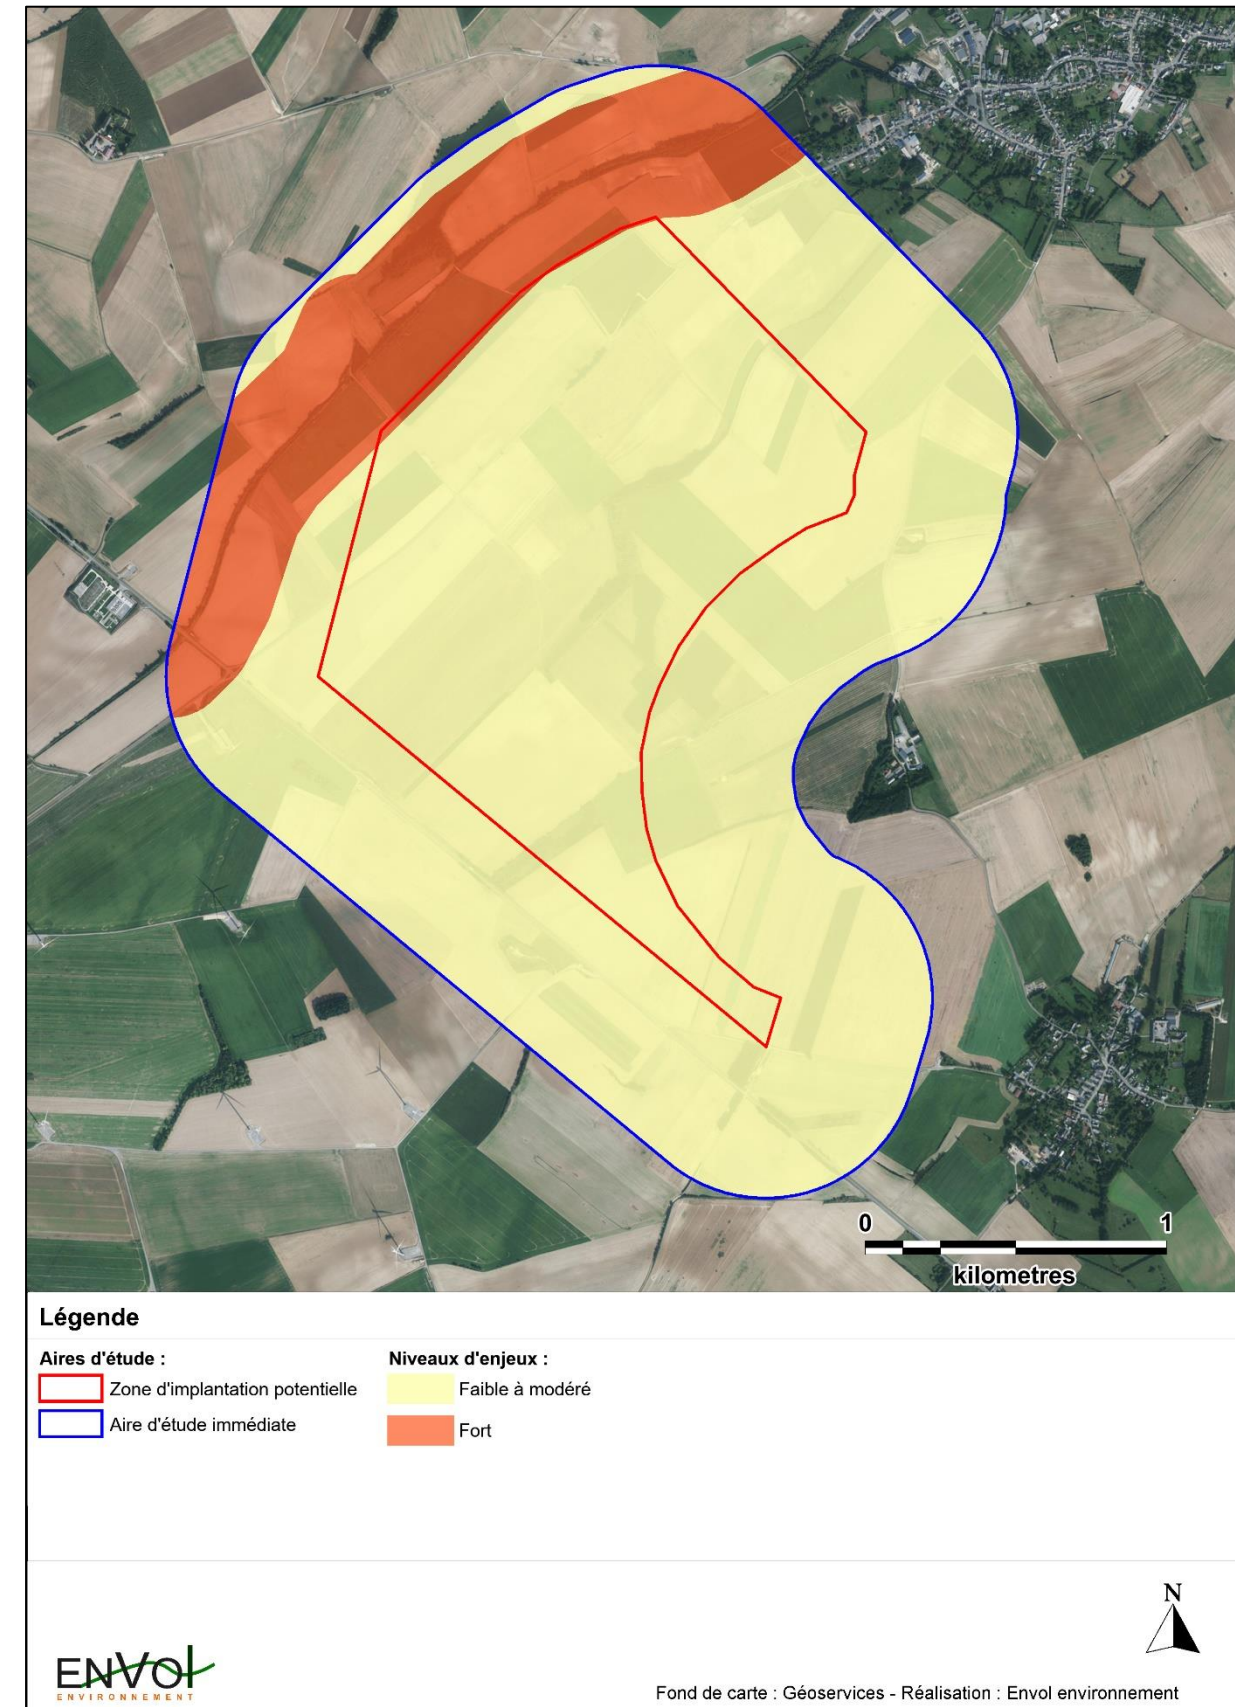 0 1
kilometres
Légende
Aires d'étude :
Zone d'implantation potentielle
Aire d'étude immédiate
Niveaux d'enjeux :
Faible à modéré
Fort
N
ENVOl
ENVIRONNEMENT
Fond de carte : Géoservices - Réalisation : Envol environnement